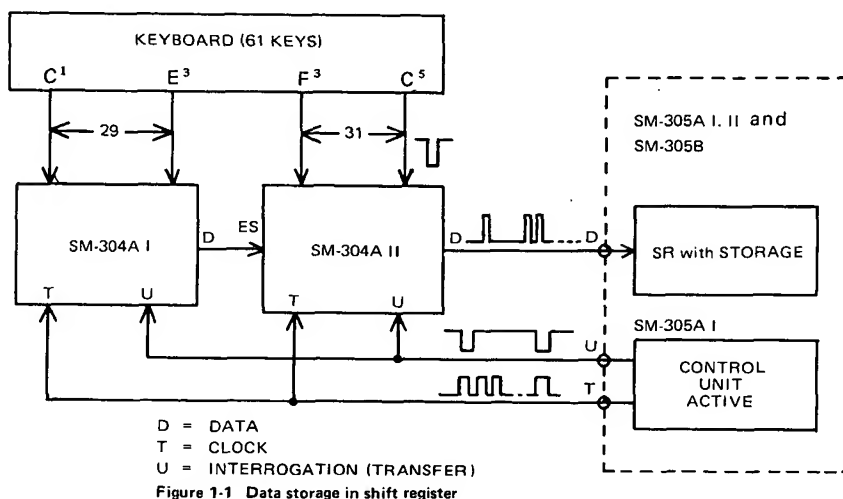 KEYBOARD (61 KEYS)
C¹ E³ F³ C⁵
29 31
SM-305A I. II and
SM-305B
SM-304A I
D
ES
SM-304A II
D
D
SR with STORAGE
T U
T U
SM-305A I
U
T
CONTROL
UNIT
ACTIVE
D = DATA
T = CLOCK
U = INTERROGATION (TRANSFER)
Figure 1-1 Data storage in shift register